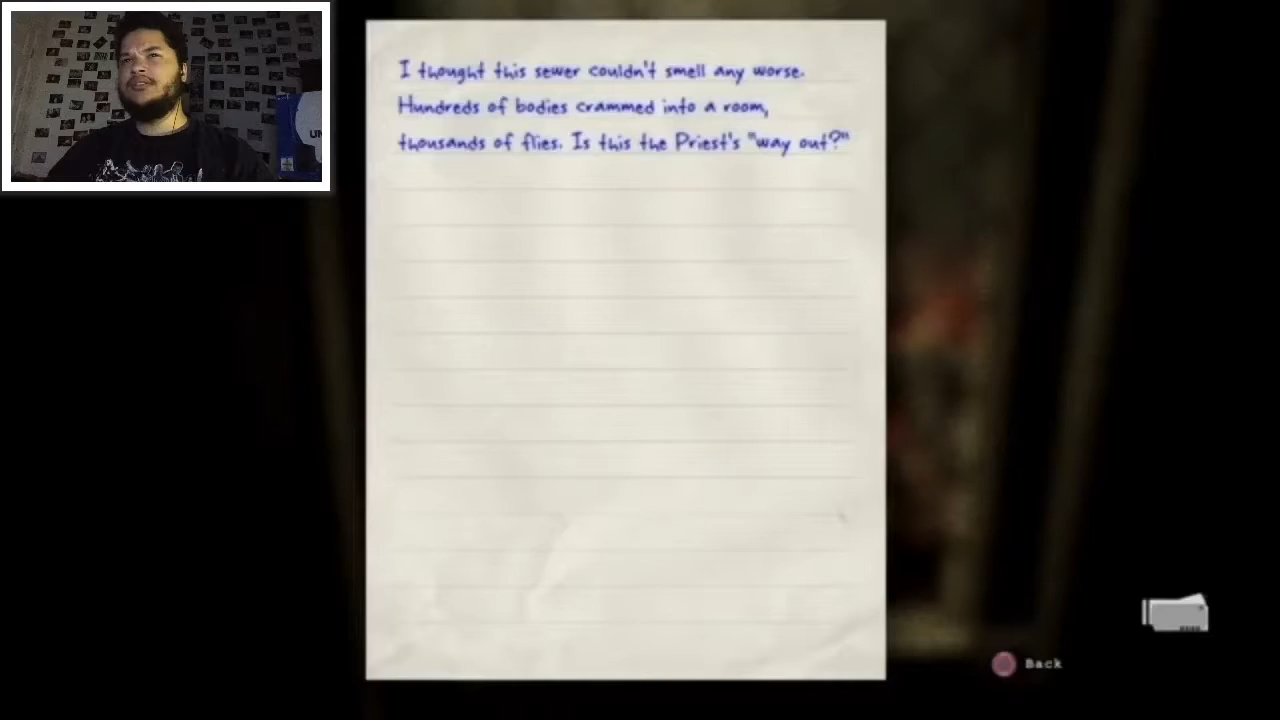 I thought this sewer couldn't smell any worse.
Hundreds of bodies crammed into a room,
thousands of flies. Is this the Priest's "way out?"
UN
Back